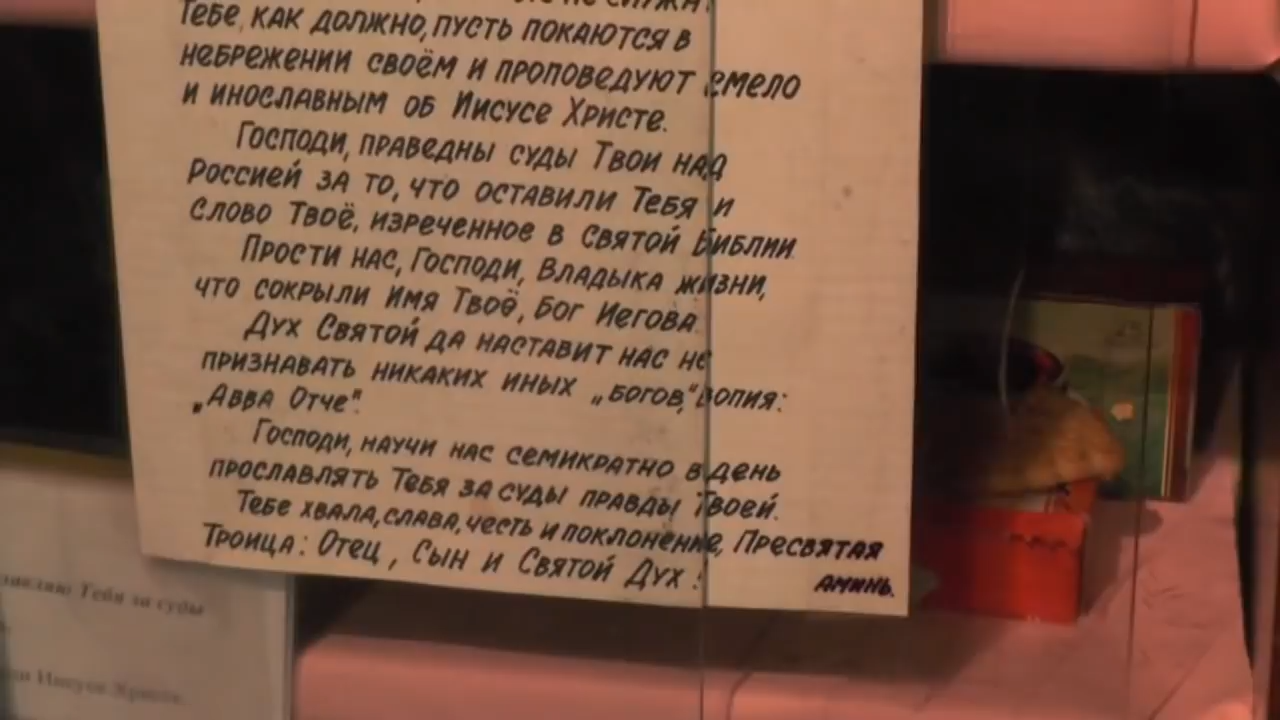 Тебе, как должно, пусть покаются в
небрежении своём и проповедуют смело
и инославным об Иисусе Христе.
Господи, праведны суды Твои над
Россией за то, что оставили Тебя и
слово Твоё, изреченное в Святой Библии.
Прости нас, Господи, Владыка жизни,
что сокрыли Имя Твоё, Бог Иегова.
Дух Святой да наставит нас не
признавать никаких иных „богов,“ вопия:
„Авва Отче“.
Господи, научи нас семикратно в день
прославлять Тебя за суды правды Твоей.
Тебе хвала, слава, честь и поклонение, Пресвятая
Троица: Отец, Сын и Святой Дух!
Аминь.
Тебя за суды
Иисусе Христе